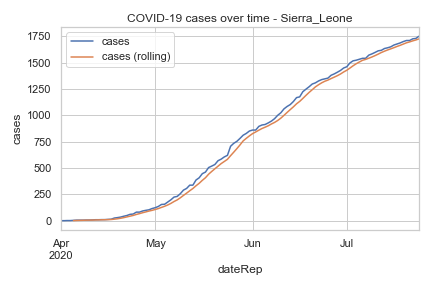 COVID-19 cases over time - Sierra_Leone
cases
cases (rolling)
1750
1500
1250
1000
750
500
250
0
cases
Apr
2020
May
Jun
Jul
dateRep